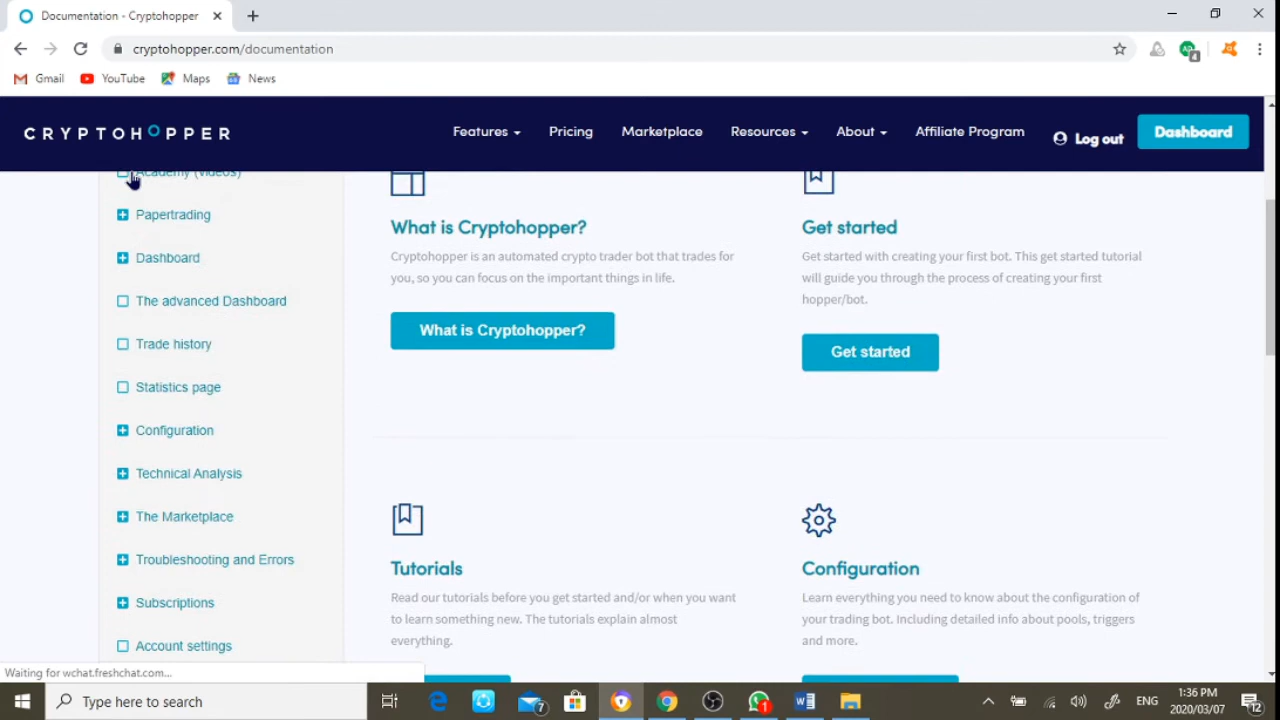 Documentation - Cryptohopper
cryptohopper.com/documentation
4
Gmail YouTube Maps News
CRYPTOHOPPER
Features Pricing Marketplace Resources About Affiliate Program Log out Dashboard
Academy (videos)
Papertrading
Dashboard
The advanced Dashboard
Trade history
Statistics page
Configuration
Technical Analysis
The Marketplace
Troubleshooting and Errors
Subscriptions
Account settings
What is Cryptohopper?
Cryptohopper is an automated crypto trader bot that trades for
you, so you can focus on the important things in life.
What is Cryptohopper?
Get started
Get started with creating your first bot. This get started tutorial
will guide you through the process of creating your first
hopper/bot.
Get started
Tutorials
Read our tutorials before you get started and/or when you want
to learn something new. The tutorials explain almost
everything.
Configuration
Learn everything you need to know about the configuration of
your trading bot. Including detailed info about pools, triggers
and more.
Waiting for wchat.freshchat.com...
Type here to search
7
1
ENG
1:36 PM
2020/03/07
12